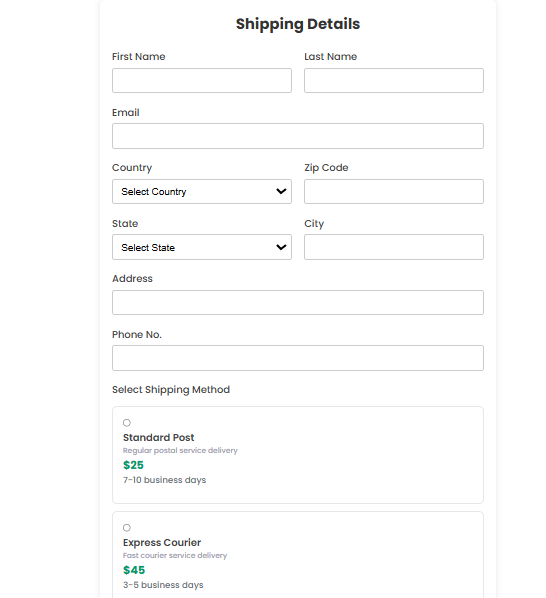 Shipping Details
First Name Last Name
Email
Country Zip Code
Select Country
State City
Select State
Address
Phone No.
Select Shipping Method
Standard Post
Regular postal service delivery
$25
7-10 business days
Express Courier
Fast courier service delivery
$45
3-5 business days